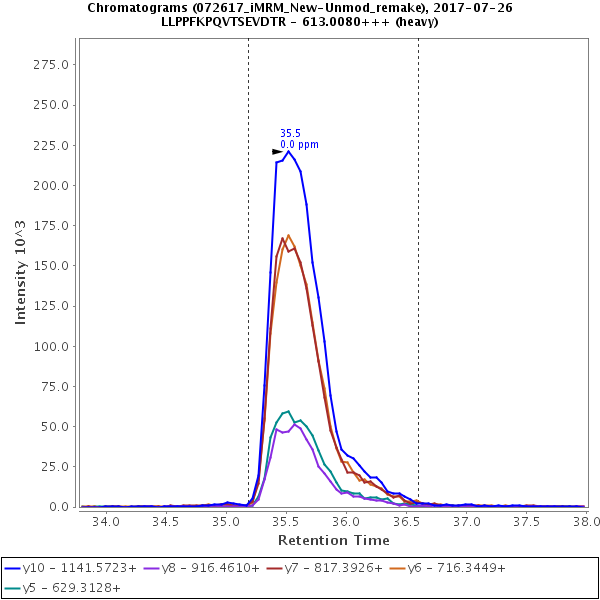 Chromatograms (072617_iMRM_New-Unmod_remake), 2017-07-26
LLPPFKPQVTSEVDTR - 613.0080+++ (heavy)
275.0
250.0
225.0
200.0
175.0
150.0
125.0
100.0
75.0
50.0
25.0
0.0
Intensity 10^3
35.5
0.0 ppm
34.0 34.5 35.0 35.5 36.0 36.5 37.0 37.5 38.0
Retention Time
y10 - 1141.5723+ y8 - 916.4610+ y7 - 817.3926+ y6 - 716.3449+
y5 - 629.3128+